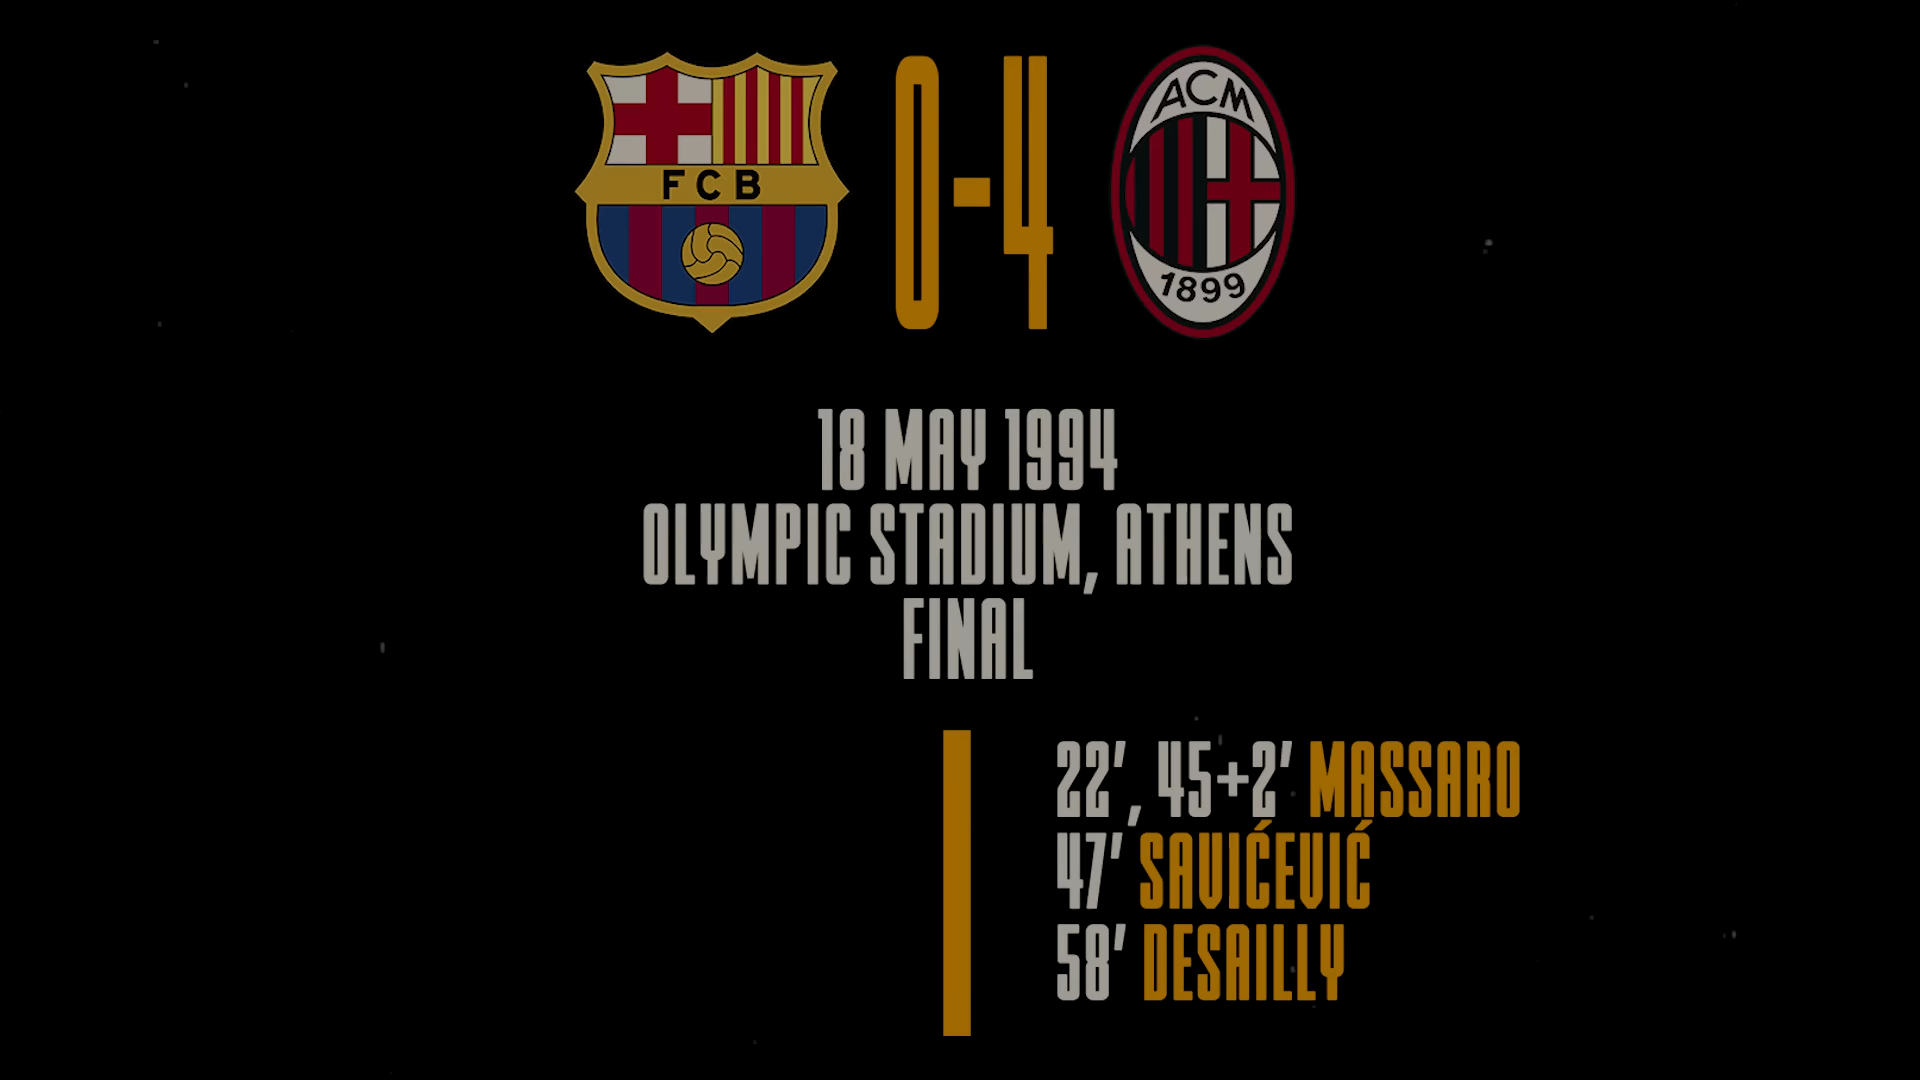 FCB
0-4
ACM
1899
18 MAY 1994
OLYMPIC STADIUM, ATHENS
FINAL
22', 45+2' MASSARO
47' SAVIĆEVIĆ
58' DESAILLY